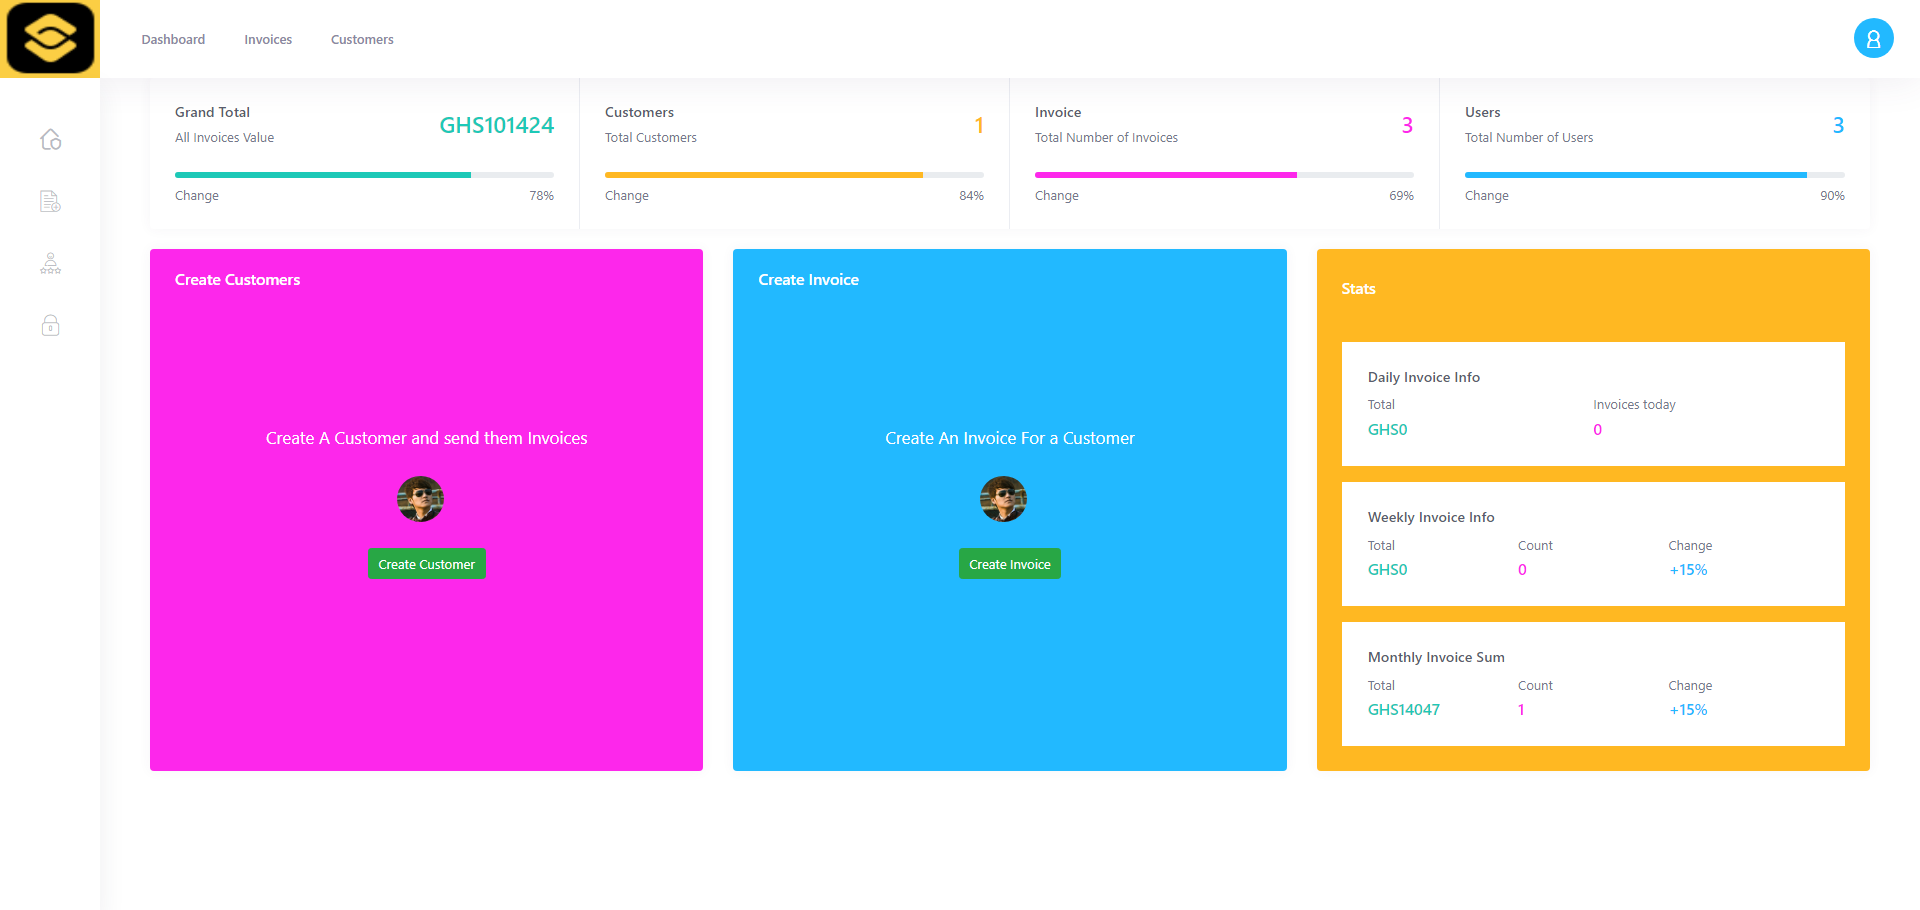 Dashboard Invoices Customers
Grand Total
All Invoices Value
GHS101424
Change 78%
Customers
Total Customers
1
Change 84%
Invoice
Total Number of Invoices
3
Change 69%
Users
Total Number of Users
3
Change 90%
Create Customers
Create A Customer and send them Invoices
Create Customer
Create Invoice
Create An Invoice For a Customer
Create Invoice
Stats
Daily Invoice Info
Total Invoices today
GHS0 0
Weekly Invoice Info
Total Count Change
GHS0 0 +15%
Monthly Invoice Sum
Total Count Change
GHS14047 1 +15%